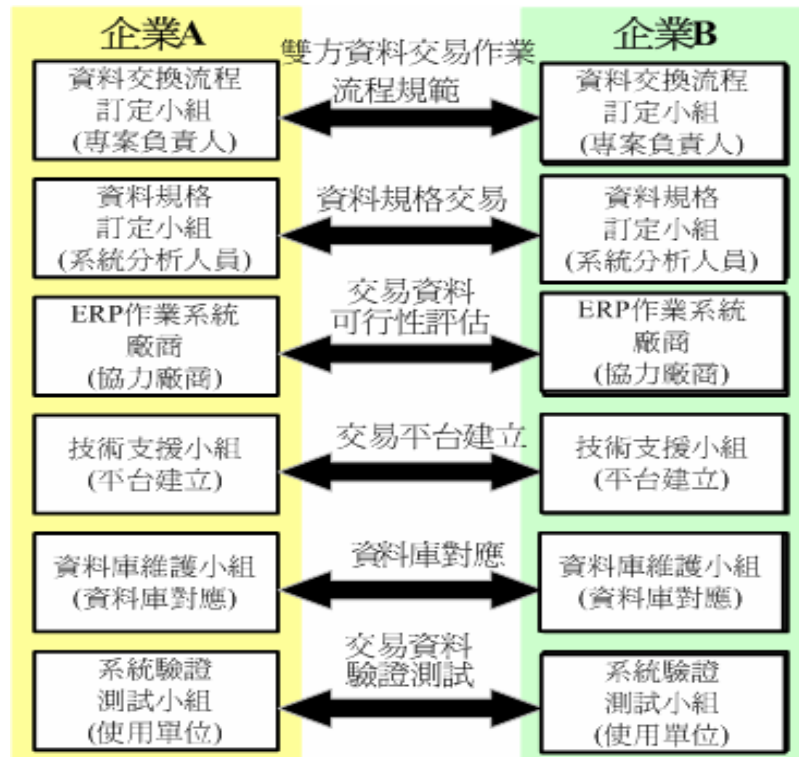 企業A
企業B
雙方資料交易作業
流程規範
資料交換流程
訂定小組
(專案負責人)
資料交換流程
訂定小組
(專案負責人)
資料規格交易
資料規格
訂定小組
(系統分析人員)
資料規格
訂定小組
(系統分析人員)
交易資料
可行性評估
ERP作業系統
廠商
(協力廠商)
ERP作業系統
廠商
(協力廠商)
交易平台建立
技術支援小組
(平台建立)
技術支援小組
(平台建立)
資料庫對應
資料庫維護小組
(資料庫對應)
資料庫維護小組
(資料庫對應)
交易資料
驗證測試
系統驗證
測試小組
(使用單位)
系統驗證
測試小組
(使用單位)